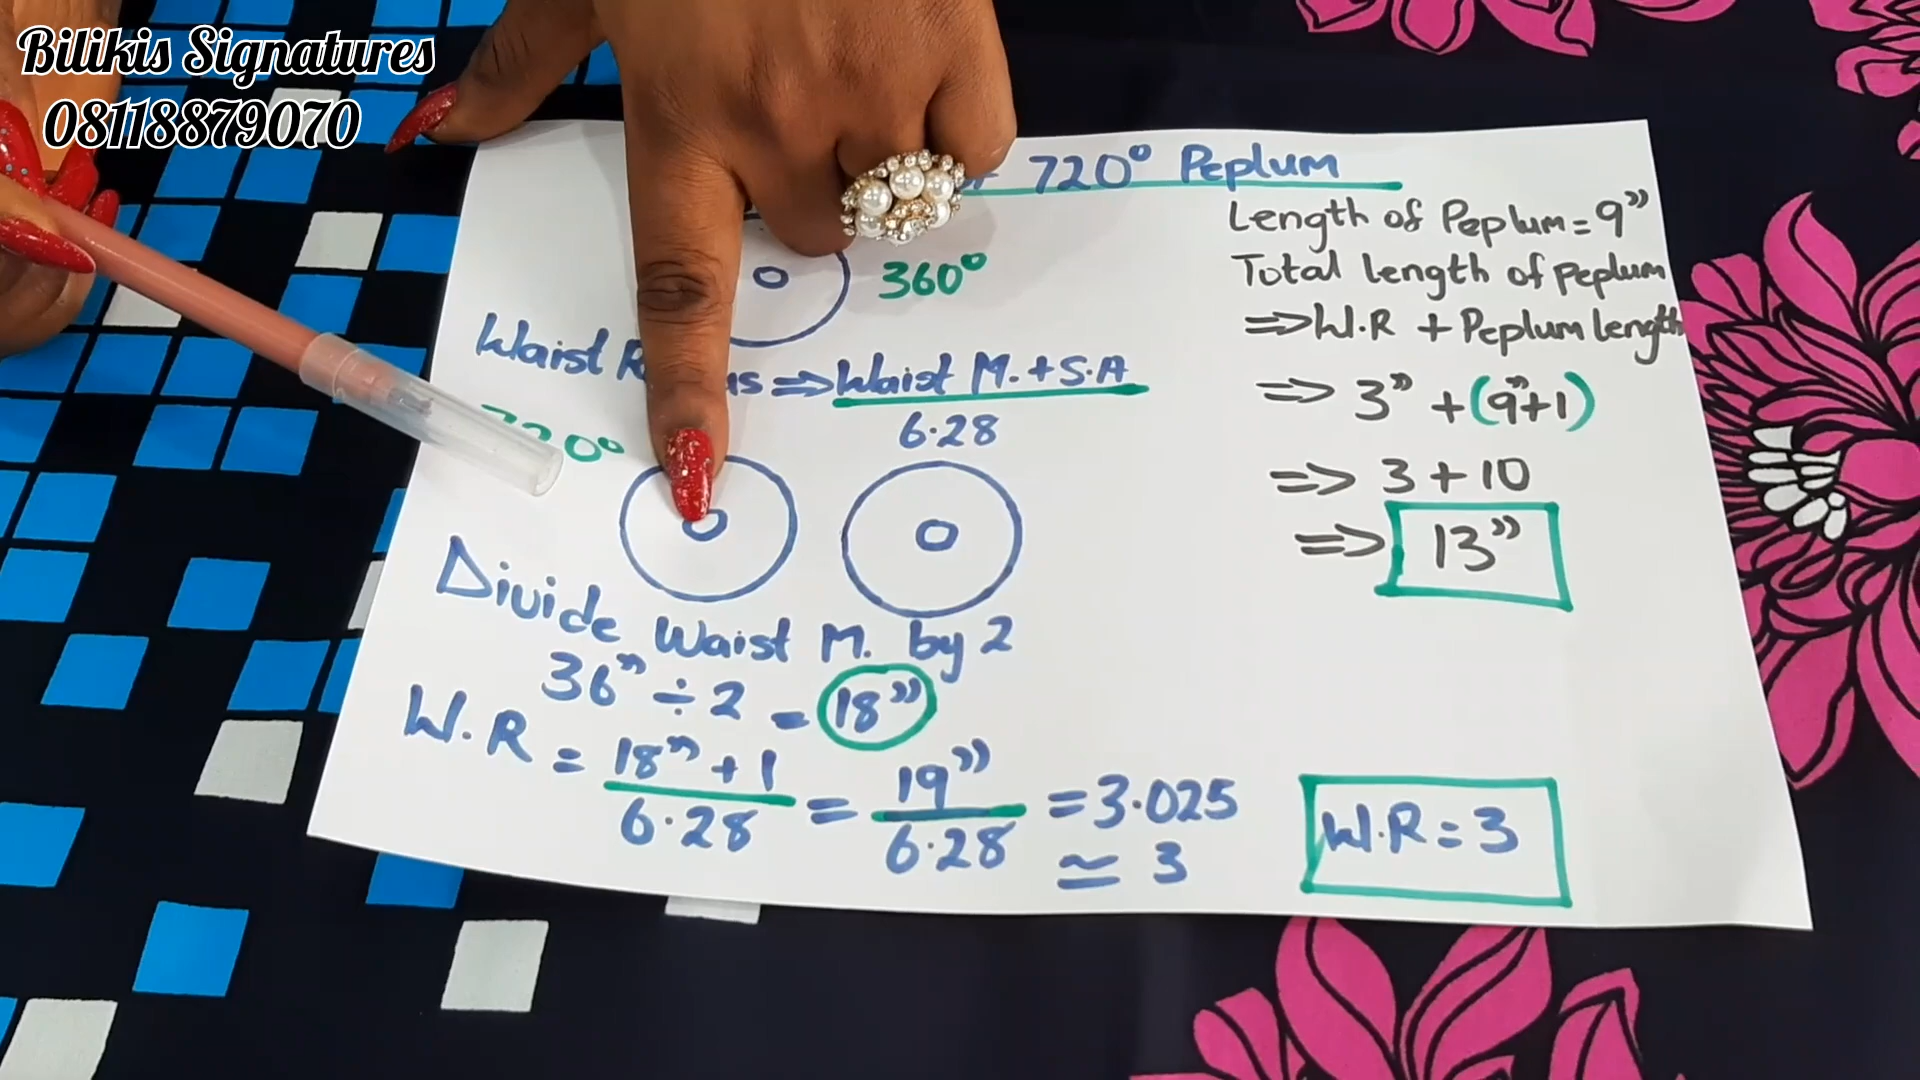 Bilikis Signatures
08118879070
720° Peplum
360°
Waist
⇒ Waist M. + S.A
6.28
Divide Waist M. by 2
36" ÷ 2 = 18"
W.R = 18" + 1 = 19" = 3.025
6.28 6.28 ≃ 3
Length of Peplum = 9"
Total length of peplum
⇒ W.R + Peplum length
⇒ 3" + (9"+1)
⇒ 3 + 10
⇒ 13"
W.R = 3